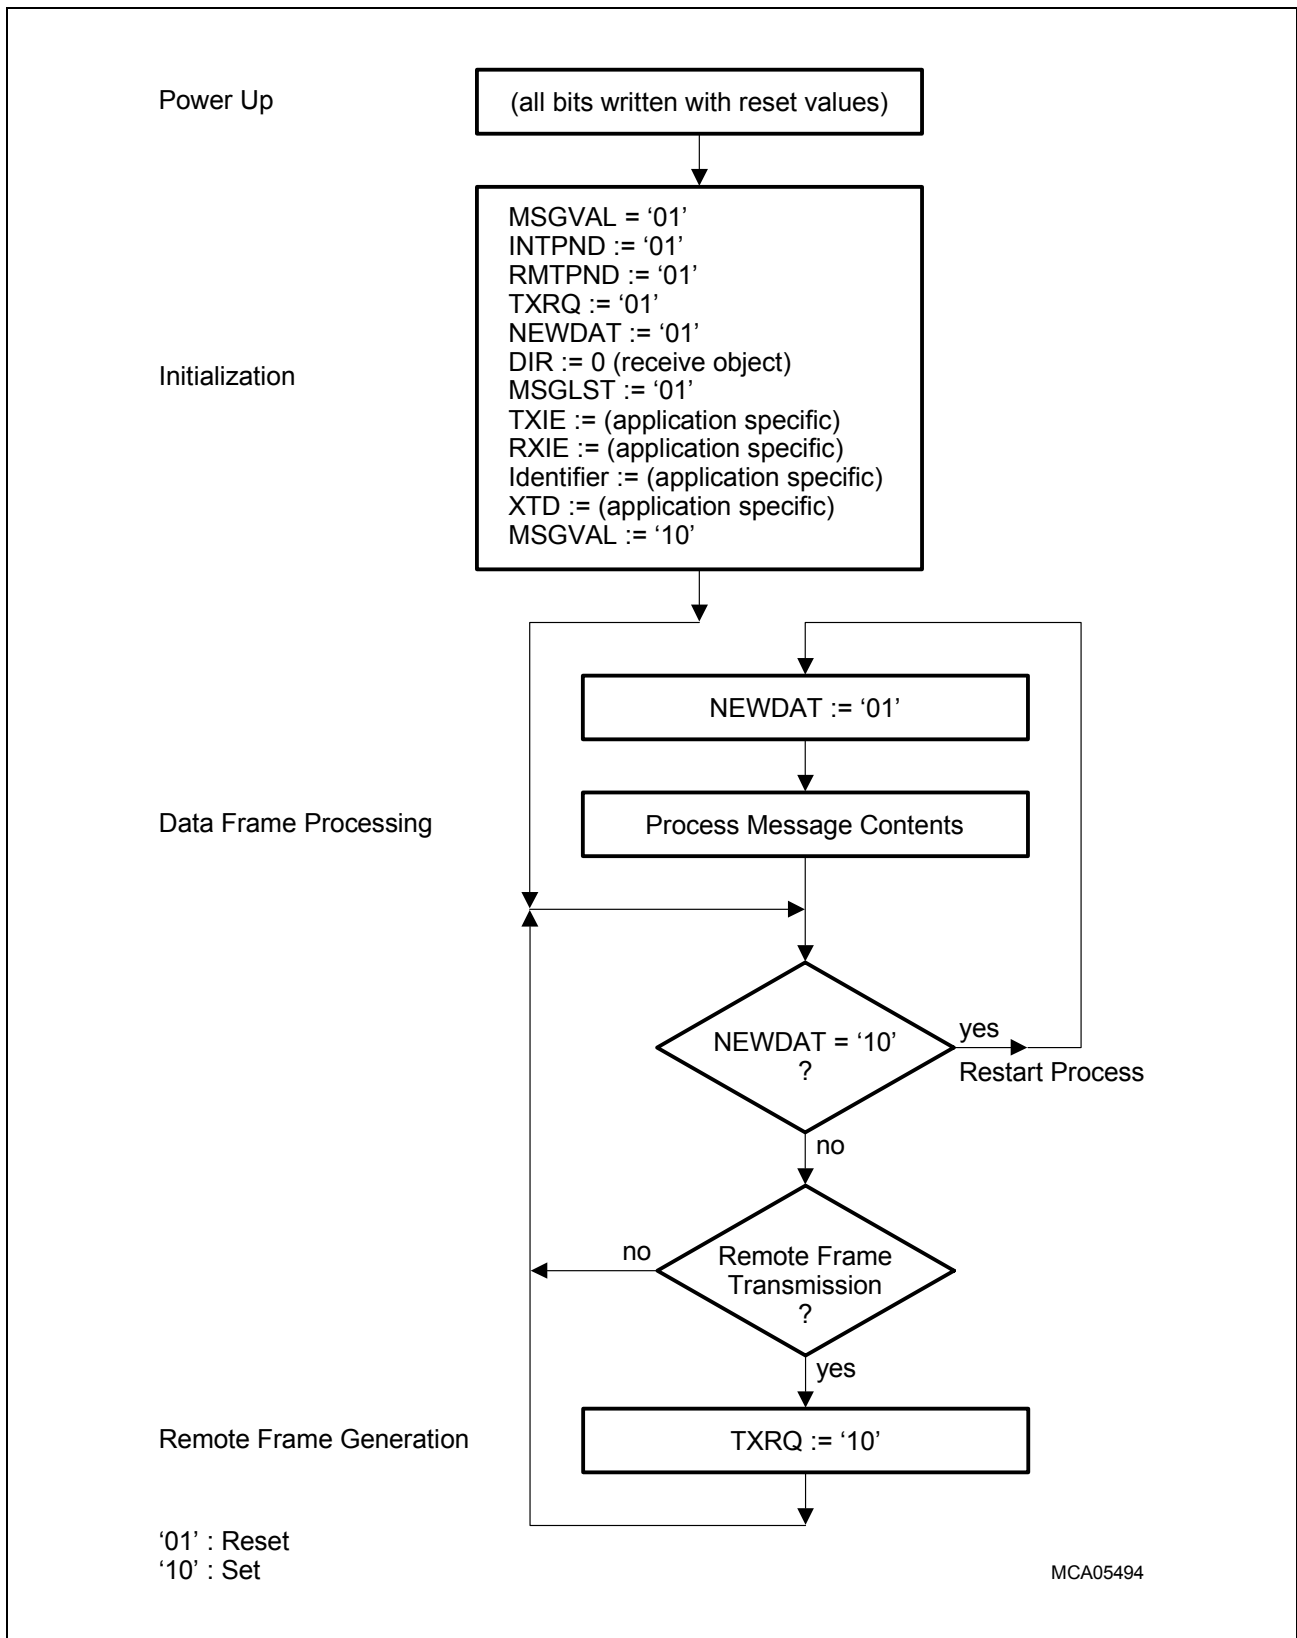 Power Up
(all bits written with reset values)
MSGVAL = ‘01’
INTPND := ‘01’
RMTPND := ‘01’
TXRQ := ‘01’
NEWDAT := ‘01’
DIR := 0 (receive object)
MSGLST := ‘01’
TXIE := (application specific)
RXIE := (application specific)
Identifier := (application specific)
XTD := (application specific)
MSGVAL := ‘10’
Initialization
NEWDAT := ‘01’
Data Frame Processing
Process Message Contents
NEWDAT = ‘10’
?
yes
Restart Process
no
Remote Frame
Transmission
?
no
yes
Remote Frame Generation
TXRQ := ‘10’
‘01’ : Reset
‘10’ : Set
MCA05494